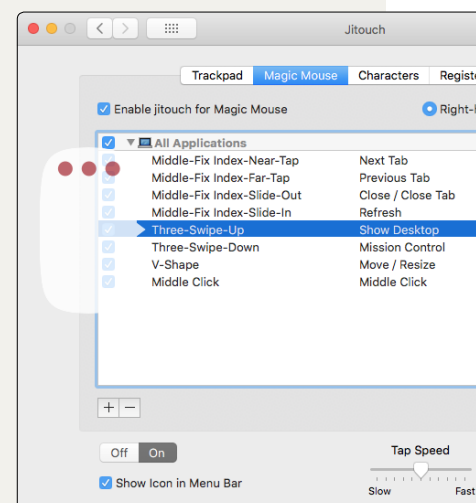 Jitouch
Trackpad Magic Mouse Characters Registe
Enable jitouch for Magic Mouse Right-
All Applications
Middle-Fix Index-Near-Tap Next Tab
Middle-Fix Index-Far-Tap Previous Tab
Middle-Fix Index-Slide-Out Close / Close Tab
Middle-Fix Index-Slide-In Refresh
Three-Swipe-Up Show Desktop
Three-Swipe-Down Mission Control
V-Shape Move / Resize
Middle Click Middle Click
Off On Tap Speed
Show Icon in Menu Bar
Slow Fast